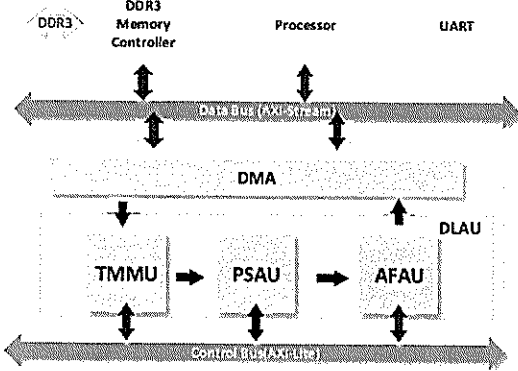 DDR3
DDR3
Memory
Controller
Processor
UART
Data Bus (AXI-Stream)
DMA
DLAU
TMMU
PSAU
AFAU
Control Bus(AXI-Lite)